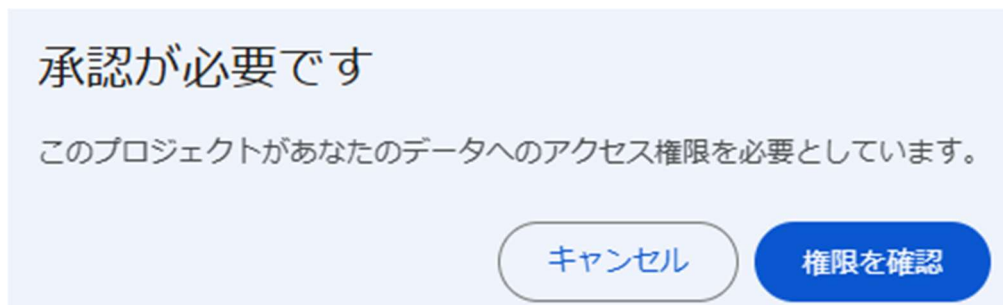 承認が必要です
このプロジェクトがあなたのデータへのアクセス権限を必要としています。
キャンセル
権限を確認